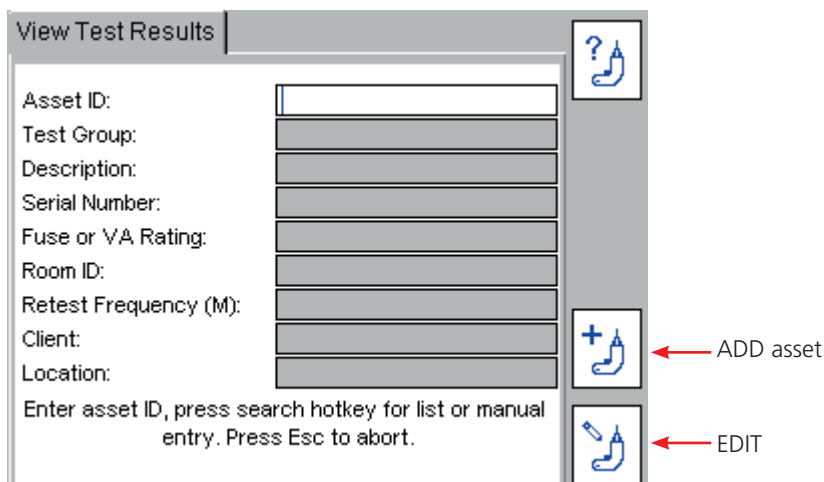 View Test Results
?
Asset ID:
Test Group:
Description:
Serial Number:
Fuse or VA Rating:
Room ID:
Retest Frequency (M):
Client:
Location:
+
ADD asset
Enter asset ID, press search hotkey for list or manual
entry. Press Esc to abort.
EDIT